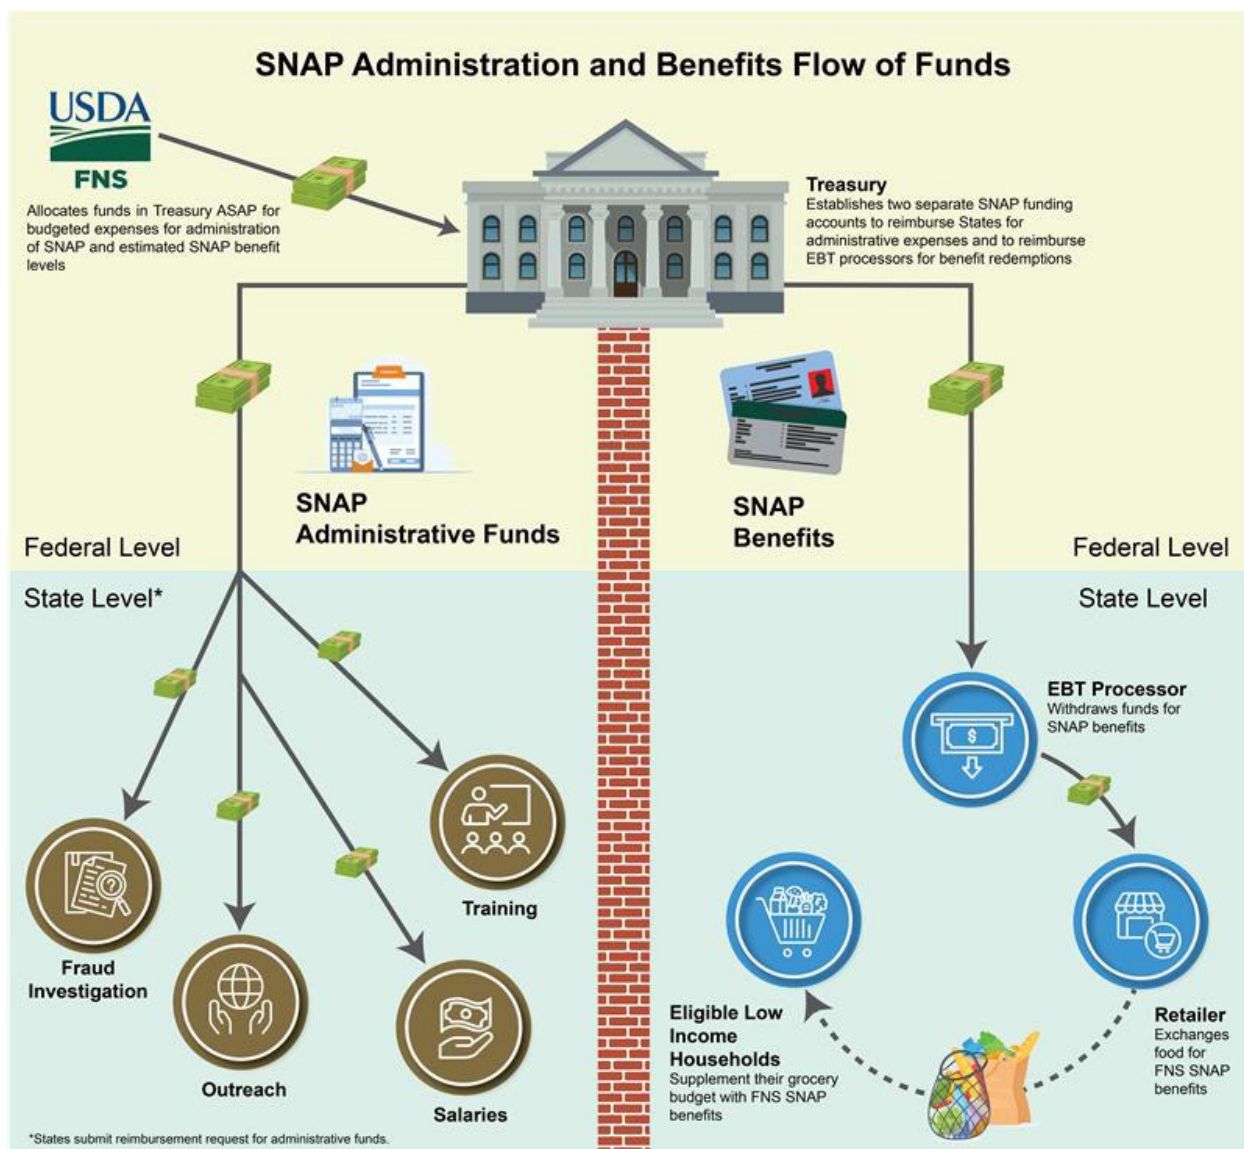 SNAP Administration and Benefits Flow of Funds
USDA
FNS
Allocates funds in Treasury ASAP for
budgeted expenses for administration
of SNAP and estimated SNAP benefit
levels
Treasury
Establishes two separate SNAP funding
accounts to reimburse States for
administrative expenses and to reimburse
EBT processors for benefit redemptions
SNAP
Administrative Funds
SNAP
Benefits
Federal Level
Federal Level
State Level*
State Level
EBT Processor
Withdraws funds for
SNAP benefits
$
Training
?
Fraud
Investigation
Outreach
Salaries
Eligible Low
Income
Households
Supplement their grocery
budget with FNS SNAP
benefits
Retailer
Exchanges
food for
FNS SNAP
benefits
*States submit reimbursement request for administrative funds.